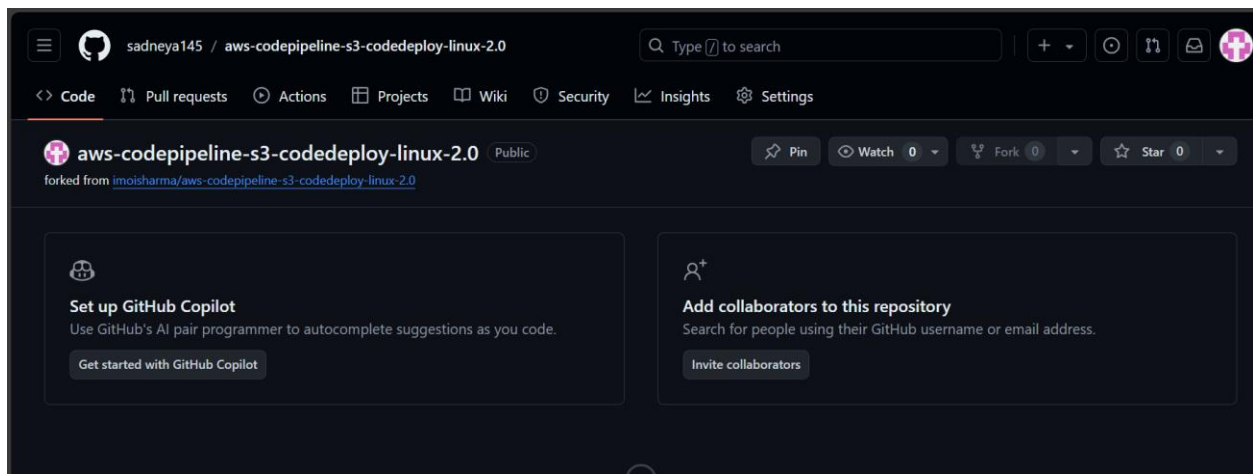 sadneya145 / aws-codepipeline-s3-codedeploy-linux-2.0 Type / to search
Code Pull requests Actions Projects Wiki Security Insights Settings
aws-codepipeline-s3-codedeploy-linux-2.0 Public Pin Watch 0 Fork 0 Star 0
forked from imoisharma/aws-codepipeline-s3-codedeploy-linux-2.0
Set up GitHub Copilot
Use GitHub's AI pair programmer to autocomplete suggestions as you code.
Get started with GitHub Copilot
Add collaborators to this repository
Search for people using their GitHub username or email address.
Invite collaborators